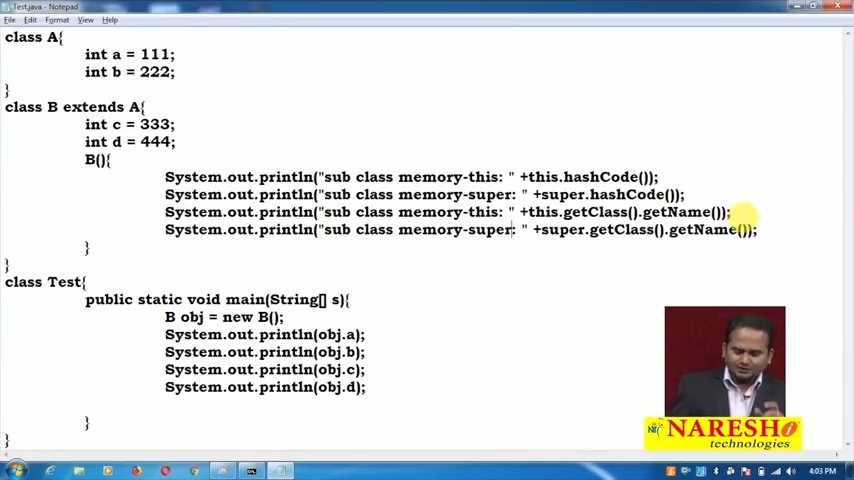 Test.java - Notepad
File Edit Format View Help
class A{
int a = 111;
int b = 222;
}
class B extends A{
int c = 333;
int d = 444;
B(){
System.out.println("sub class memory-this: " +this.hashCode());
System.out.println("sub class memory-super: " +super.hashCode());
System.out.println("sub class memory-this: " +this.getClass().getName());
System.out.println("sub class memory-super: " +super.getClass().getName());
}
}
class Test{
public static void main(String[] s){
B obj = new B();
System.out.println(obj.a);
System.out.println(obj.b);
System.out.println(obj.c);
System.out.println(obj.d);
}
}
NARESH i
technologies
4:03 PM